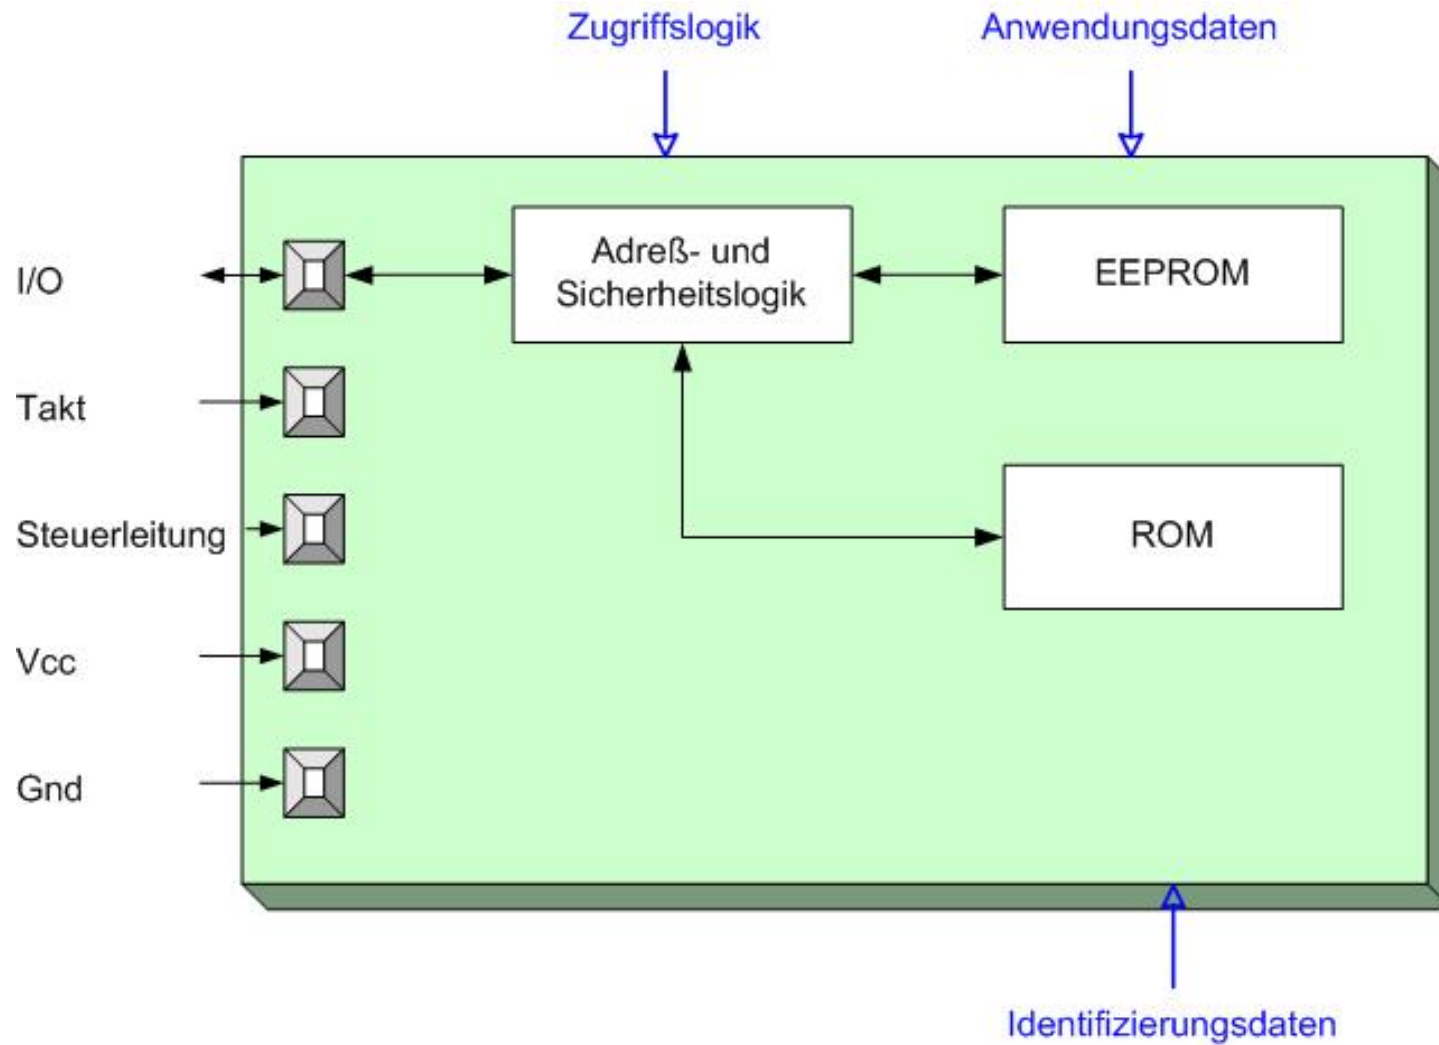 Zugriffslogik
Anwendungsdaten
I/O
Adreß- und
Sicherheitslogik
EEPROM
Takt
Steuerleitung
ROM
Vcc
Gnd
Identifizierungsdaten